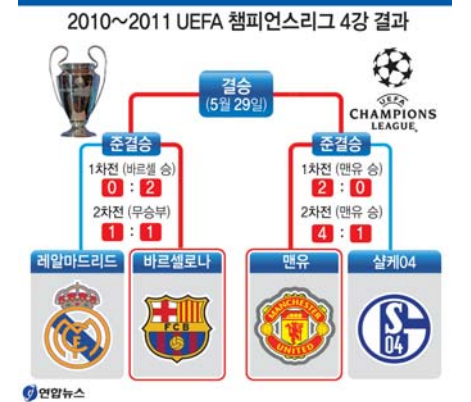 2010~2011 UEFA 챔피언스리그 4강 결과
결승
(5월 29일)
UEFA
CHAMPIONS
LEAGUE
준결승
1차전 (바르셀 승)
0 : 2
2차전 (무승부)
1 : 1
준결승
1차전 (맨유 승)
2 : 0
2차전 (맨유 승)
4 : 1
레알마드리드
바르셀로나
맨유
샬케04
FCB
MANCHESTER
UNITED
S
04
연합뉴스